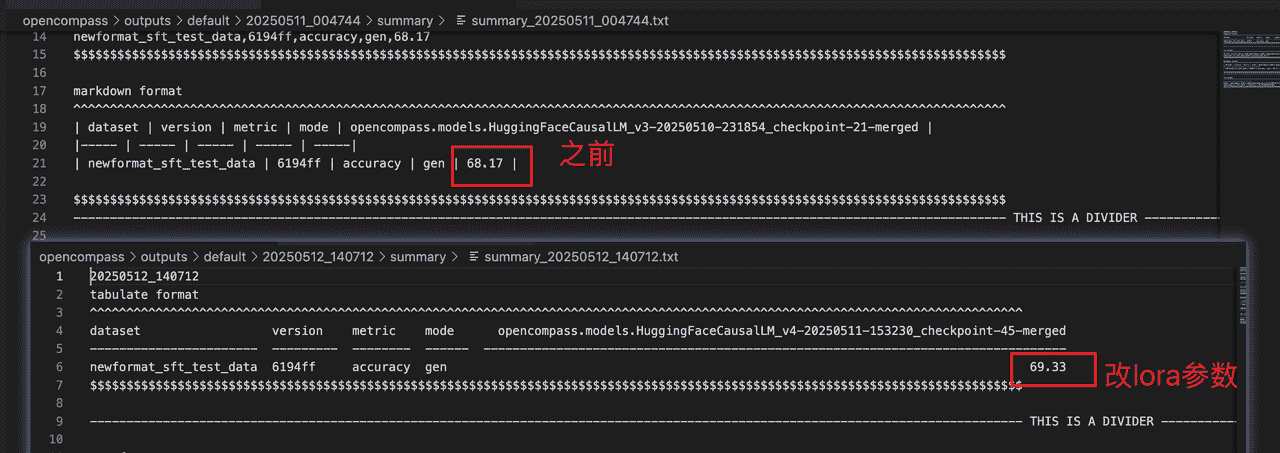 opencompass > outputs > default > 20250511_004744 > summary > summary_20250511_004744.txt
14 newformat_sft_test_data,6194ff,accuracy,gen,68.17
15 $$$$$$$$$$$$$$$$$$$$$$$$$$$$$$$$$$$$$$$$$$$$$$$$$$$$$$$$$$$$$$$$$$$$$$$$$$$$$$$$$$$$$$$$$$$$$$$$$$$$$$$$$$$$$$$$$$$$$$$$$$$$$$$$
16
17 markdown format
18 ^^^^^^^^^^^^^^^^^^^^^^^^^^^^^^^^^^^^^^^^^^^^^^^^^^^^^^^^^^^^^^^^^^^^^^^^^^^^^^^^^^^^^^^^^^^^^^^^^^^^^^^^^^^^^^^^^^^^^^^^^^^^^^^^
19 | dataset | version | metric | mode | opencompass.models.HuggingFaceCausalLM_v3-20250510-231854_checkpoint-21-merged |
20 |----- | ----- | ----- | ----- | -----|
21 | newformat_sft_test_data | 6194ff | accuracy | gen | 68.17 |
之前
22
23 $$$$$$$$$$$$$$$$$$$$$$$$$$$$$$$$$$$$$$$$$$$$$$$$$$$$$$$$$$$$$$$$$$$$$$$$$$$$$$$$$$$$$$$$$$$$$$$$$$$$$$$$$$$$$$$$$$$$$$$$$$$$$$$$
24 -------------------------------------------------------------------------------------------------------------------------------- THIS IS A DIVIDER ----------
25
opencompass > outputs > default > 20250512_140712 > summary > summary_20250512_140712.txt
1 20250512_140712
2 tabulate format
3 ^^^^^^^^^^^^^^^^^^^^^^^^^^^^^^^^^^^^^^^^^^^^^^^^^^^^^^^^^^^^^^^^^^^^^^^^^^^^^^^^^^^^^^^^^^^^^^^^^^^^^^^^^^^^^^^^^^^^^^^^^^^^^^^^
4 dataset version metric mode opencompass.models.HuggingFaceCausalLM_v4-20250511-153230_checkpoint-45-merged
5 ----------------------- --------- -------- ------ --------------------------------------------------------------------------------
6 newformat_sft_test_data 6194ff accuracy gen 69.33
改lora参数
7 $$$$$$$$$$$$$$$$$$$$$$$$$$$$$$$$$$$$$$$$$$$$$$$$$$$$$$$$$$$$$$$$$$$$$$$$$$$$$$$$$$$$$$$$$$$$$$$$$$$$$$$$$$$$$$$$$$$$$$$$$$$$$$$$
8
9 -------------------------------------------------------------------------------------------------------------------------------- THIS IS A DIVIDER ----------
10